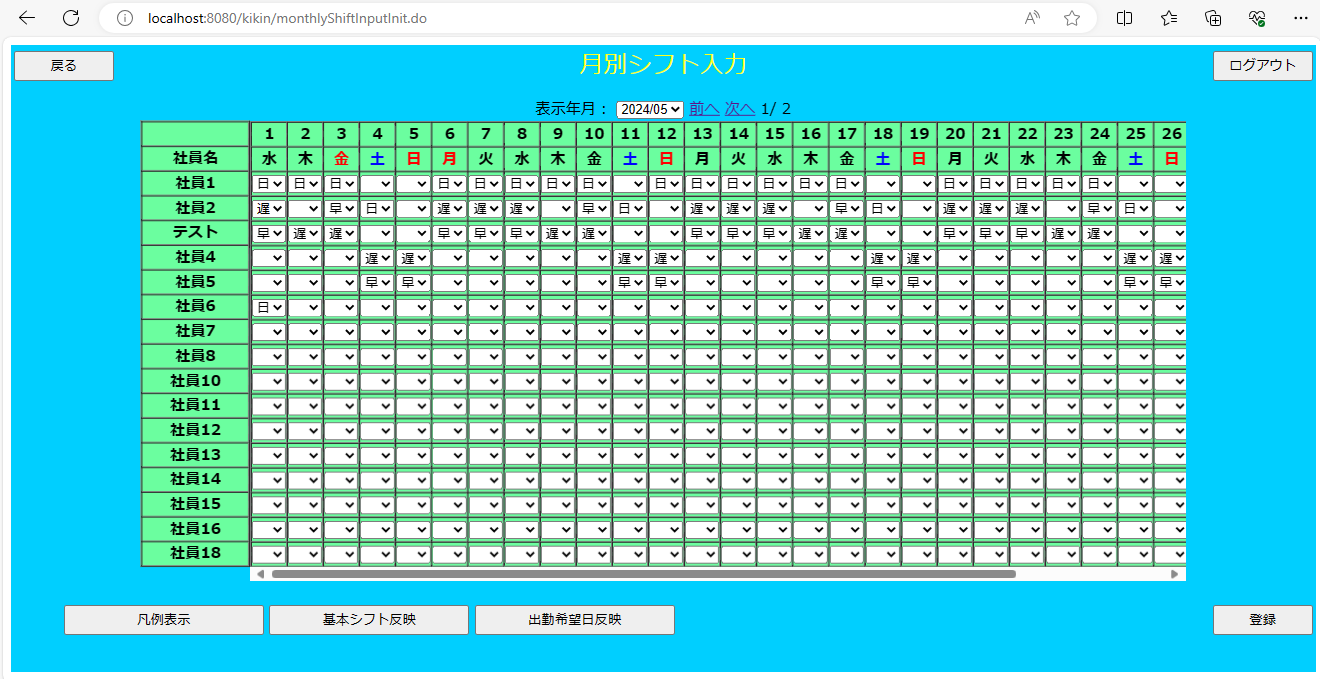 localhost:8080/kikin/monthlyShiftInputInit.do
戻る 月別シフト入力 ログアウト
表示年月： 2024/05 前へ 次へ 1/ 2
1 2 3 4 5 6 7 8 9 10 11 12 13 14 15 16 17 18 19 20 21 22 23 24 25 26
社員名 水 木 金 土 日 月 火 水 木 金 土 日 月 火 水 木 金 土 日 月 火 水 木 金 土 日
社員1 日 日 日 日 日 日 日 日 日 日 日 日 日 日 日 日 日 日
社員2 遅 早 日 遅 遅 遅 早 日 遅 遅 遅 早 日 遅 遅 遅 早 日
テスト 早 遅 遅 早 早 早 遅 遅 早 早 早 遅 遅 早 早 早 遅 遅
社員4 遅 遅 遅 遅 遅 遅 遅 遅
社員5 早 早 早 早 早 早 早 早
社員6 日
社員7
社員8
社員10
社員11
社員12
社員13
社員14
社員15
社員16
社員18
凡例表示 基本シフト反映 出勤希望日反映 登録